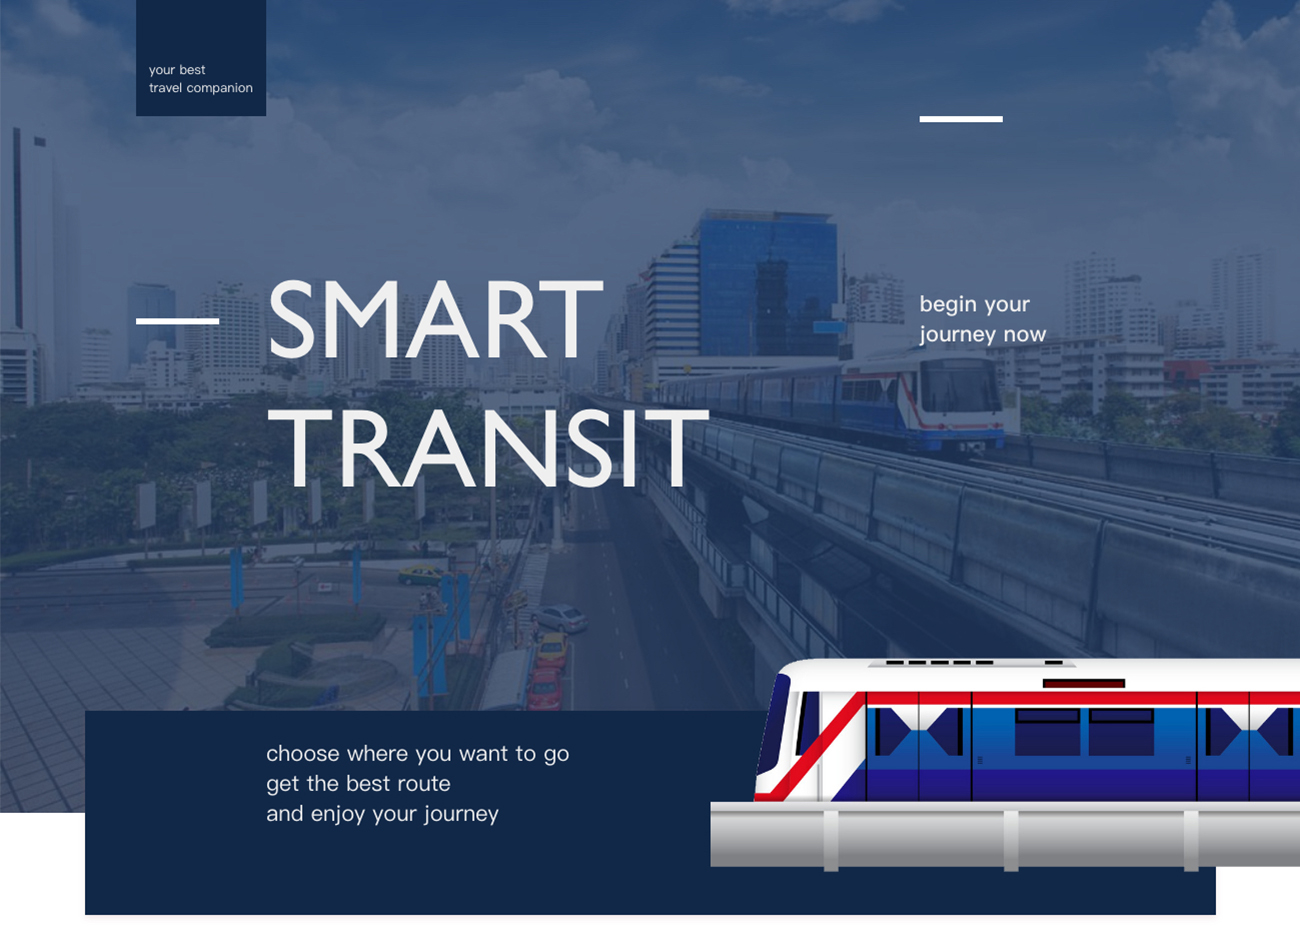 your best
travel companion
SMART
TRANSIT
begin your
journey now
choose where you want to go
get the best route
and enjoy your journey